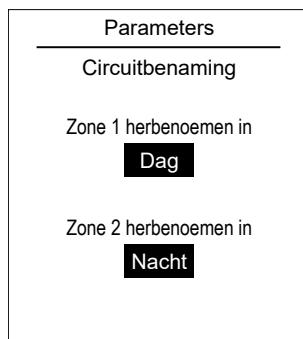 Parameters
Circuitbenaming
Zone 1 herbenoemen in
Dag
Zone 2 herbenoemen in
Nacht